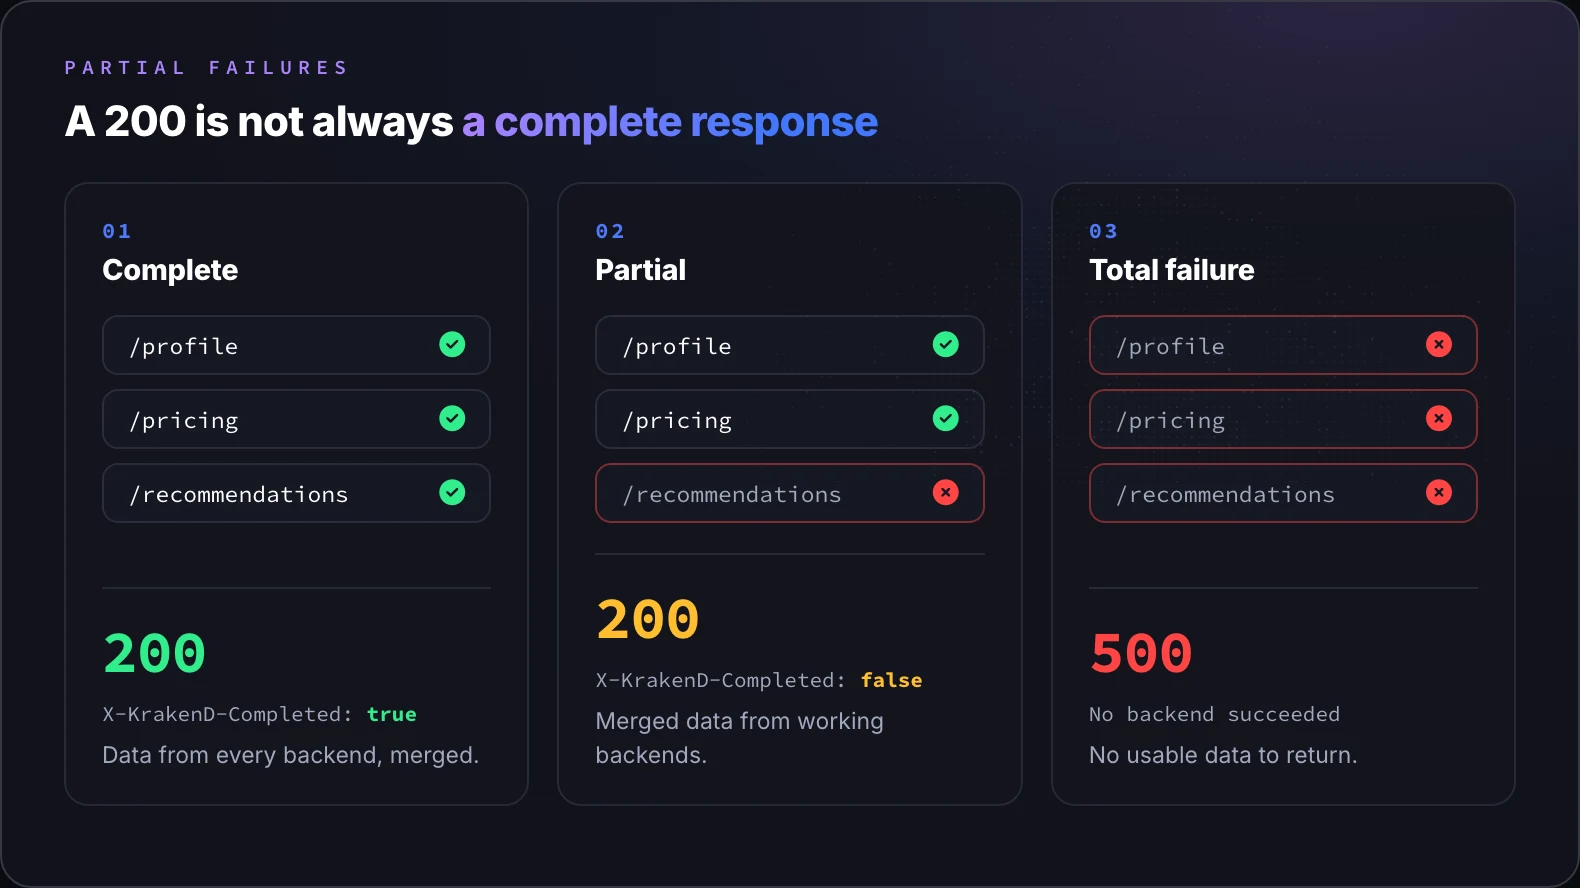 PARTIAL FAILURES
A 200 is not always a complete response
01
Complete
/profile
/pricing
/recommendations
200
X-KrakenD-Completed: true
Data from every backend, merged.
02
Partial
/profile
/pricing
/recommendations
200
X-KrakenD-Completed: false
Merged data from working
backends.
03
Total failure
/profile
/pricing
/recommendations
500
No backend succeeded
No usable data to return.